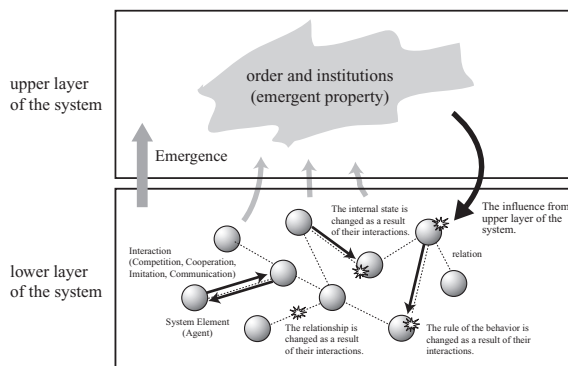 upper layer
of the system
order and institutions
(emergent property)
Emergence
The influence from
upper layer of the
system.
lower layer
of the system
The internal state is
changed as a result
of their interactions.
Interaction
(Competition, Cooperation,
Imitation, Communication)
relation
System Element
(Agent)
The relationship is
changed as a result
of their interactions.
The rule of the behavior is
changed as a result of their
interactions.